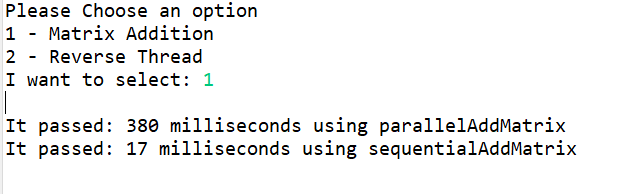 Please Choose an option
1 - Matrix Addition
2 - Reverse Thread
I want to select: 1
It passed: 380 milliseconds using parallelAddMatrix
It passed: 17 milliseconds using sequentialAddMatrix